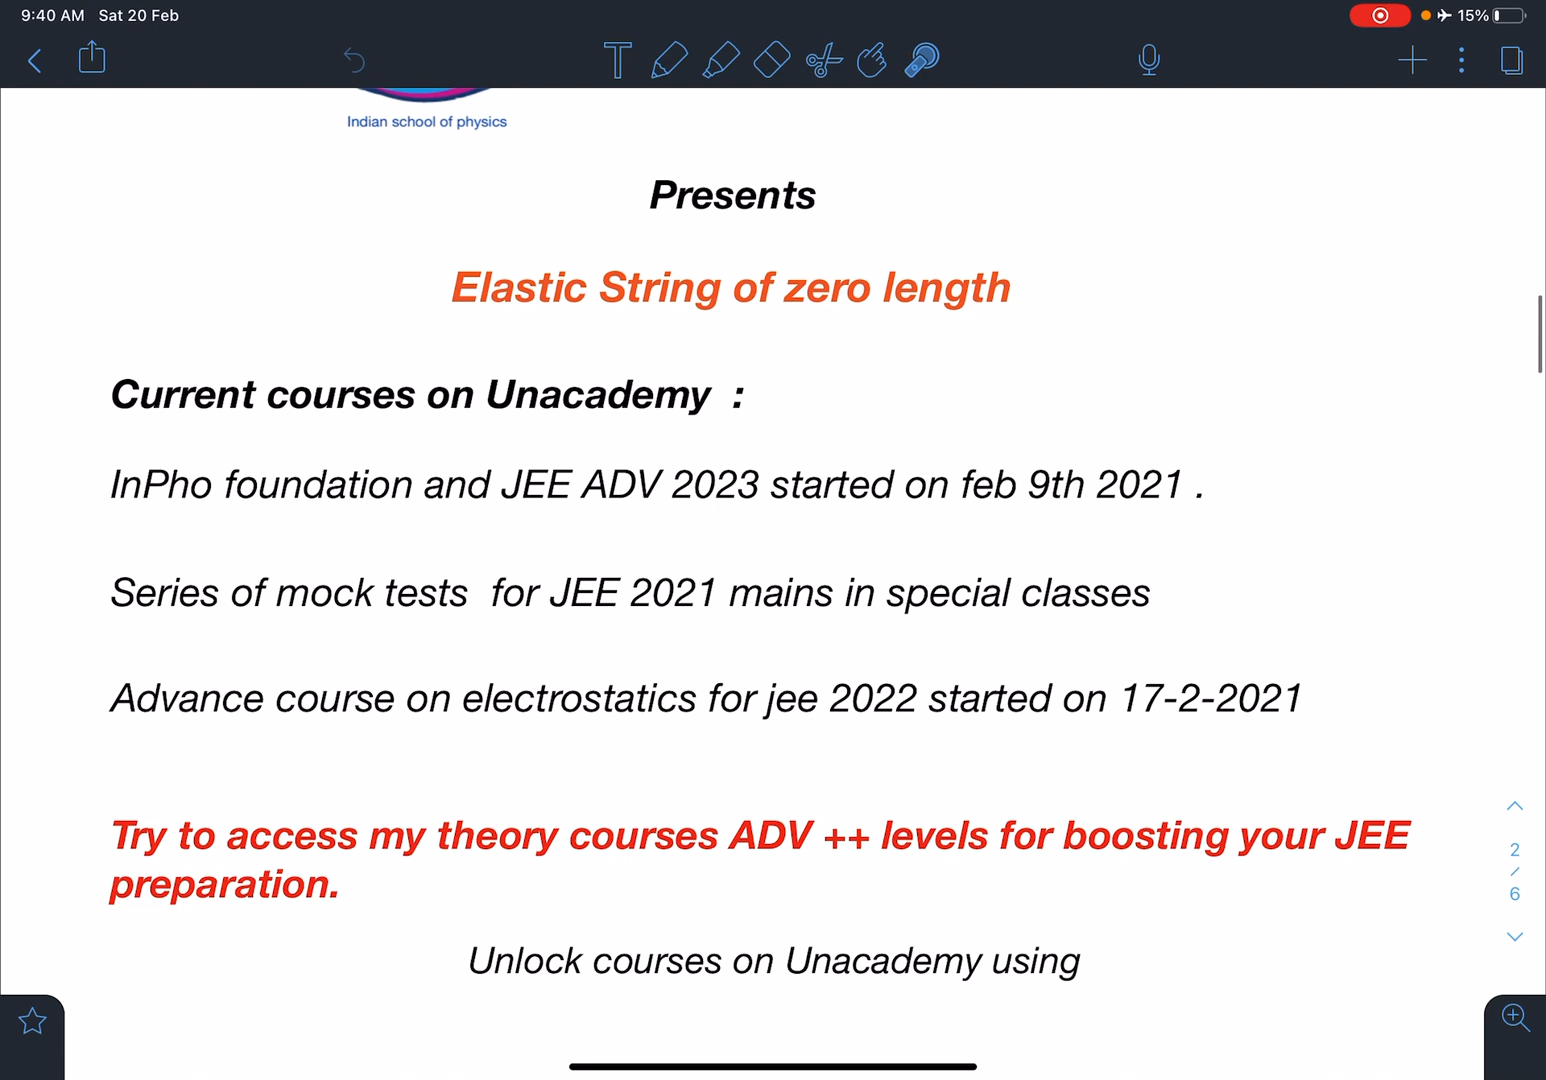 9:40 AM Sat 20 Feb
15%
Indian school of physics
Presents
Elastic String of zero length
Current courses on Unacademy :
InPho foundation and JEE ADV 2023 started on feb 9th 2021 .
Series of mock tests for JEE 2021 mains in special classes
Advance course on electrostatics for jee 2022 started on 17-2-2021
Try to access my theory courses ADV ++ levels for boosting your JEE
preparation.
2
/
6
Unlock courses on Unacademy using